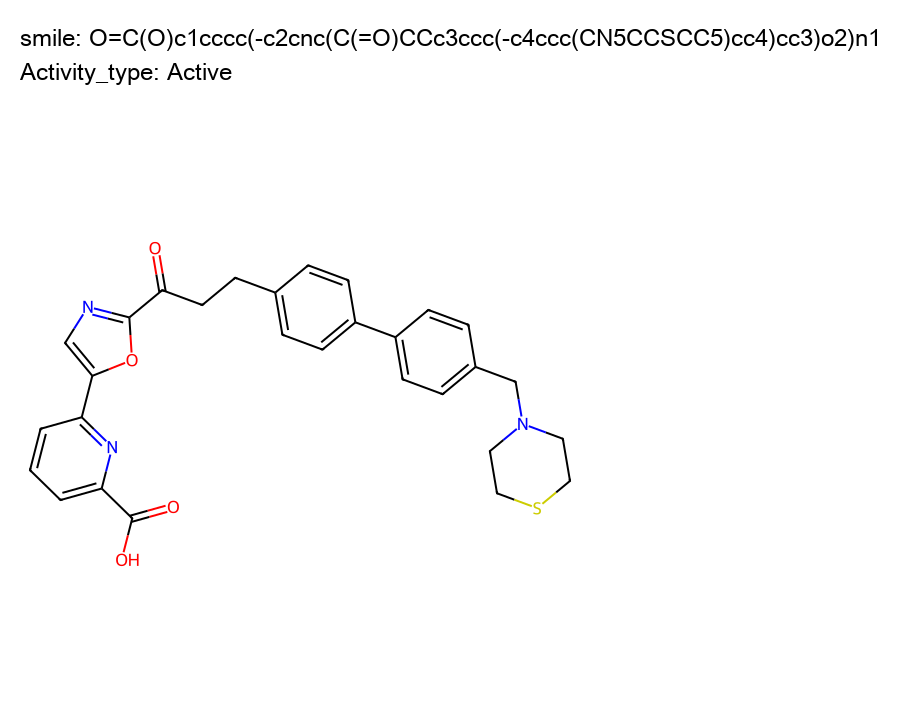 smile: O=C(O)c1cccc(-c2cnc(C(=O)CCc3ccc(-c4ccc(CN5CCSCC5)cc4)cc3)o2)n1
Activity_type: Active
O
N
O
N
O
OH
N
S